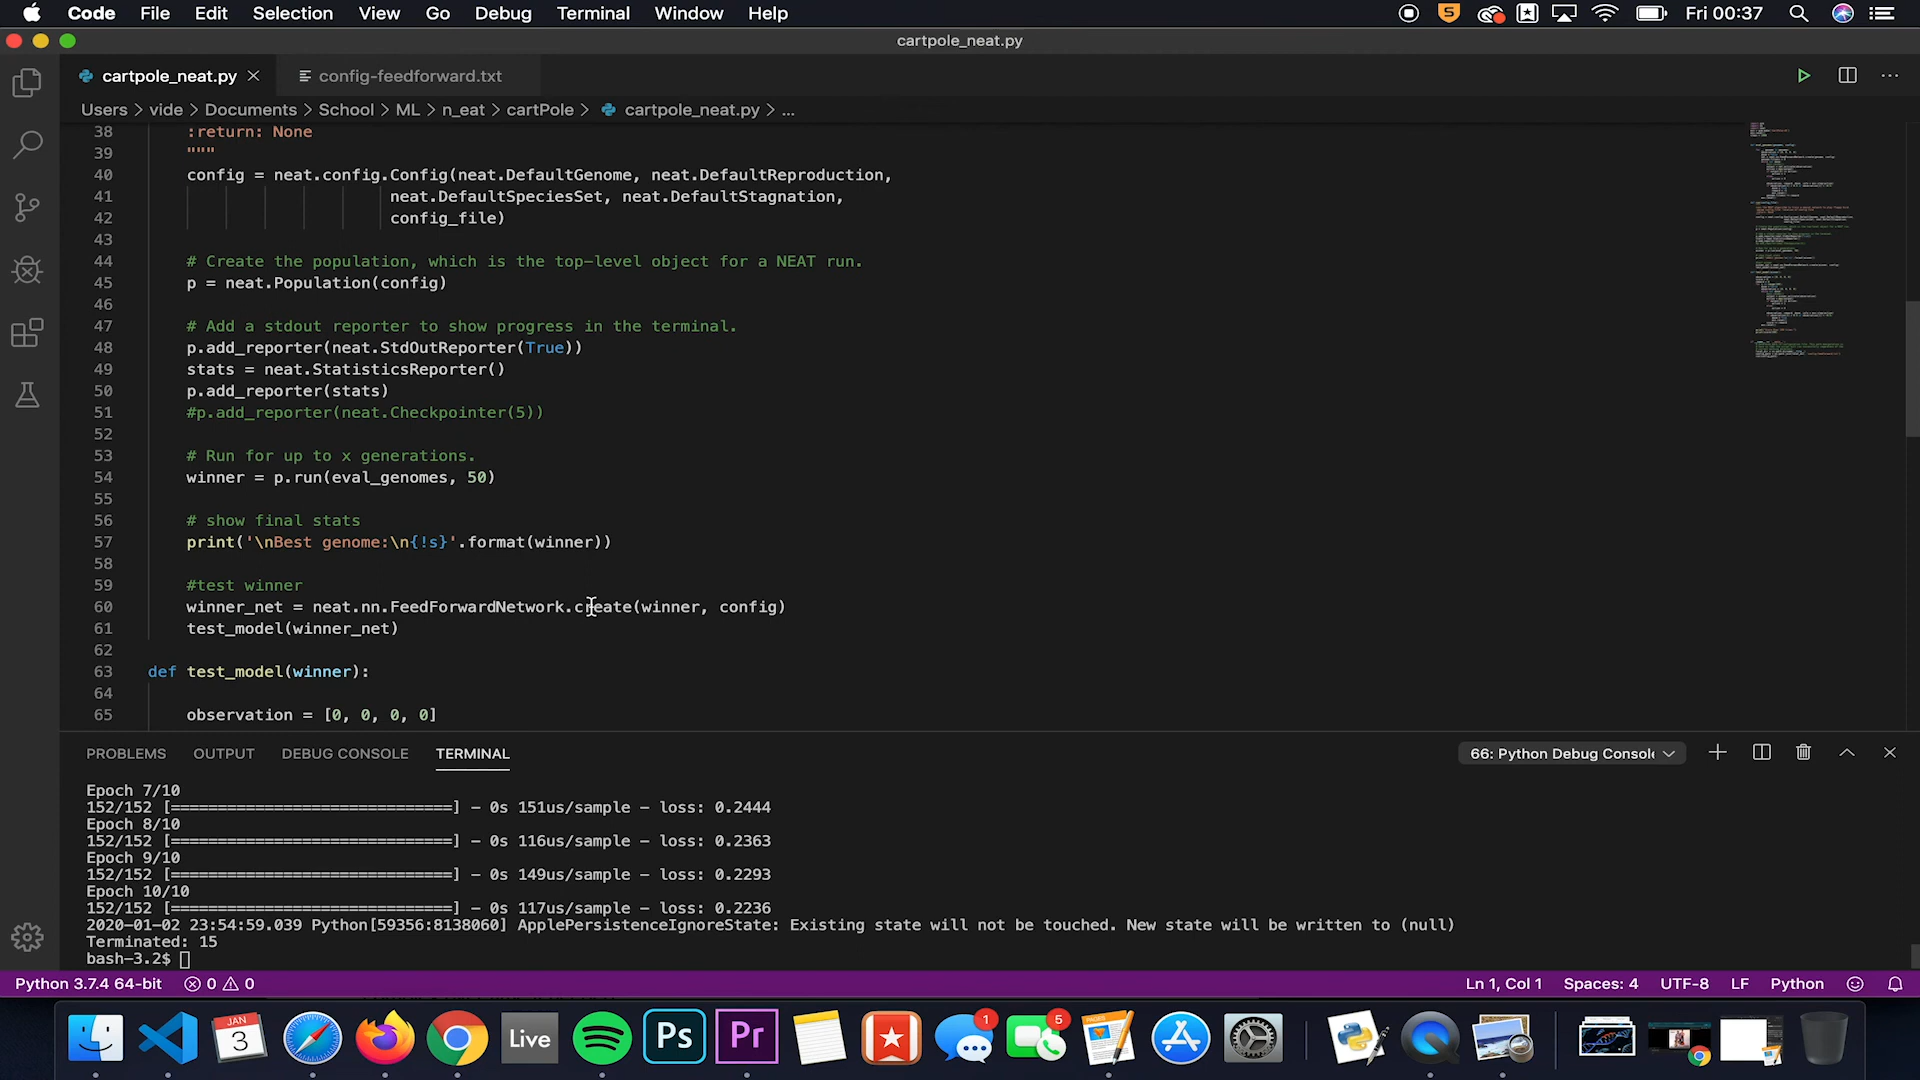 Code File Edit Selection View Go Debug Terminal Window Help
Fri 00:37
cartpole_neat.py
cartpole_neat.py
config-feedforward.txt
Users > vide > Documents > School > ML > n_eat > cartPole > cartpole_neat.py > ...
38 :return: None
39 """
40 config = neat.config.Config(neat.DefaultGenome, neat.DefaultReproduction,
41 neat.DefaultSpeciesSet, neat.DefaultStagnation,
42 config_file)
43
44 # Create the population, which is the top-level object for a NEAT run.
45 p = neat.Population(config)
46
47 # Add a stdout reporter to show progress in the terminal.
48 p.add_reporter(neat.StdOutReporter(True))
49 stats = neat.StatisticsReporter()
50 p.add_reporter(stats)
51 #p.add_reporter(neat.Checkpointer(5))
52
53 # Run for up to x generations.
54 winner = p.run(eval_genomes, 50)
55
56 # show final stats
57 print('\nBest genome:\n{!s}'.format(winner))
58
59 #test winner
60 winner_net = neat.nn.FeedForwardNetwork.create(winner, config)
61 test_model(winner_net)
62
63 def test_model(winner):
64
65 observation = [0, 0, 0, 0]
PROBLEMS OUTPUT DEBUG CONSOLE TERMINAL
66: Python Debug Consol
Epoch 7/10
152/152 [==============================] - 0s 151us/sample - loss: 0.2444
Epoch 8/10
152/152 [==============================] - 0s 116us/sample - loss: 0.2363
Epoch 9/10
152/152 [==============================] - 0s 149us/sample - loss: 0.2293
Epoch 10/10
152/152 [==============================] - 0s 117us/sample - loss: 0.2236
2020-01-02 23:54:59.039 Python[59356:8138060] ApplePersistenceIgnoreState: Existing state will not be touched. New state will be written to (null)
Terminated: 15
bash-3.2$
Python 3.7.4 64-bit 0 0
Ln 1, Col 1 Spaces: 4 UTF-8 LF Python
JAN
3
Live
Ps
Pr
1
5